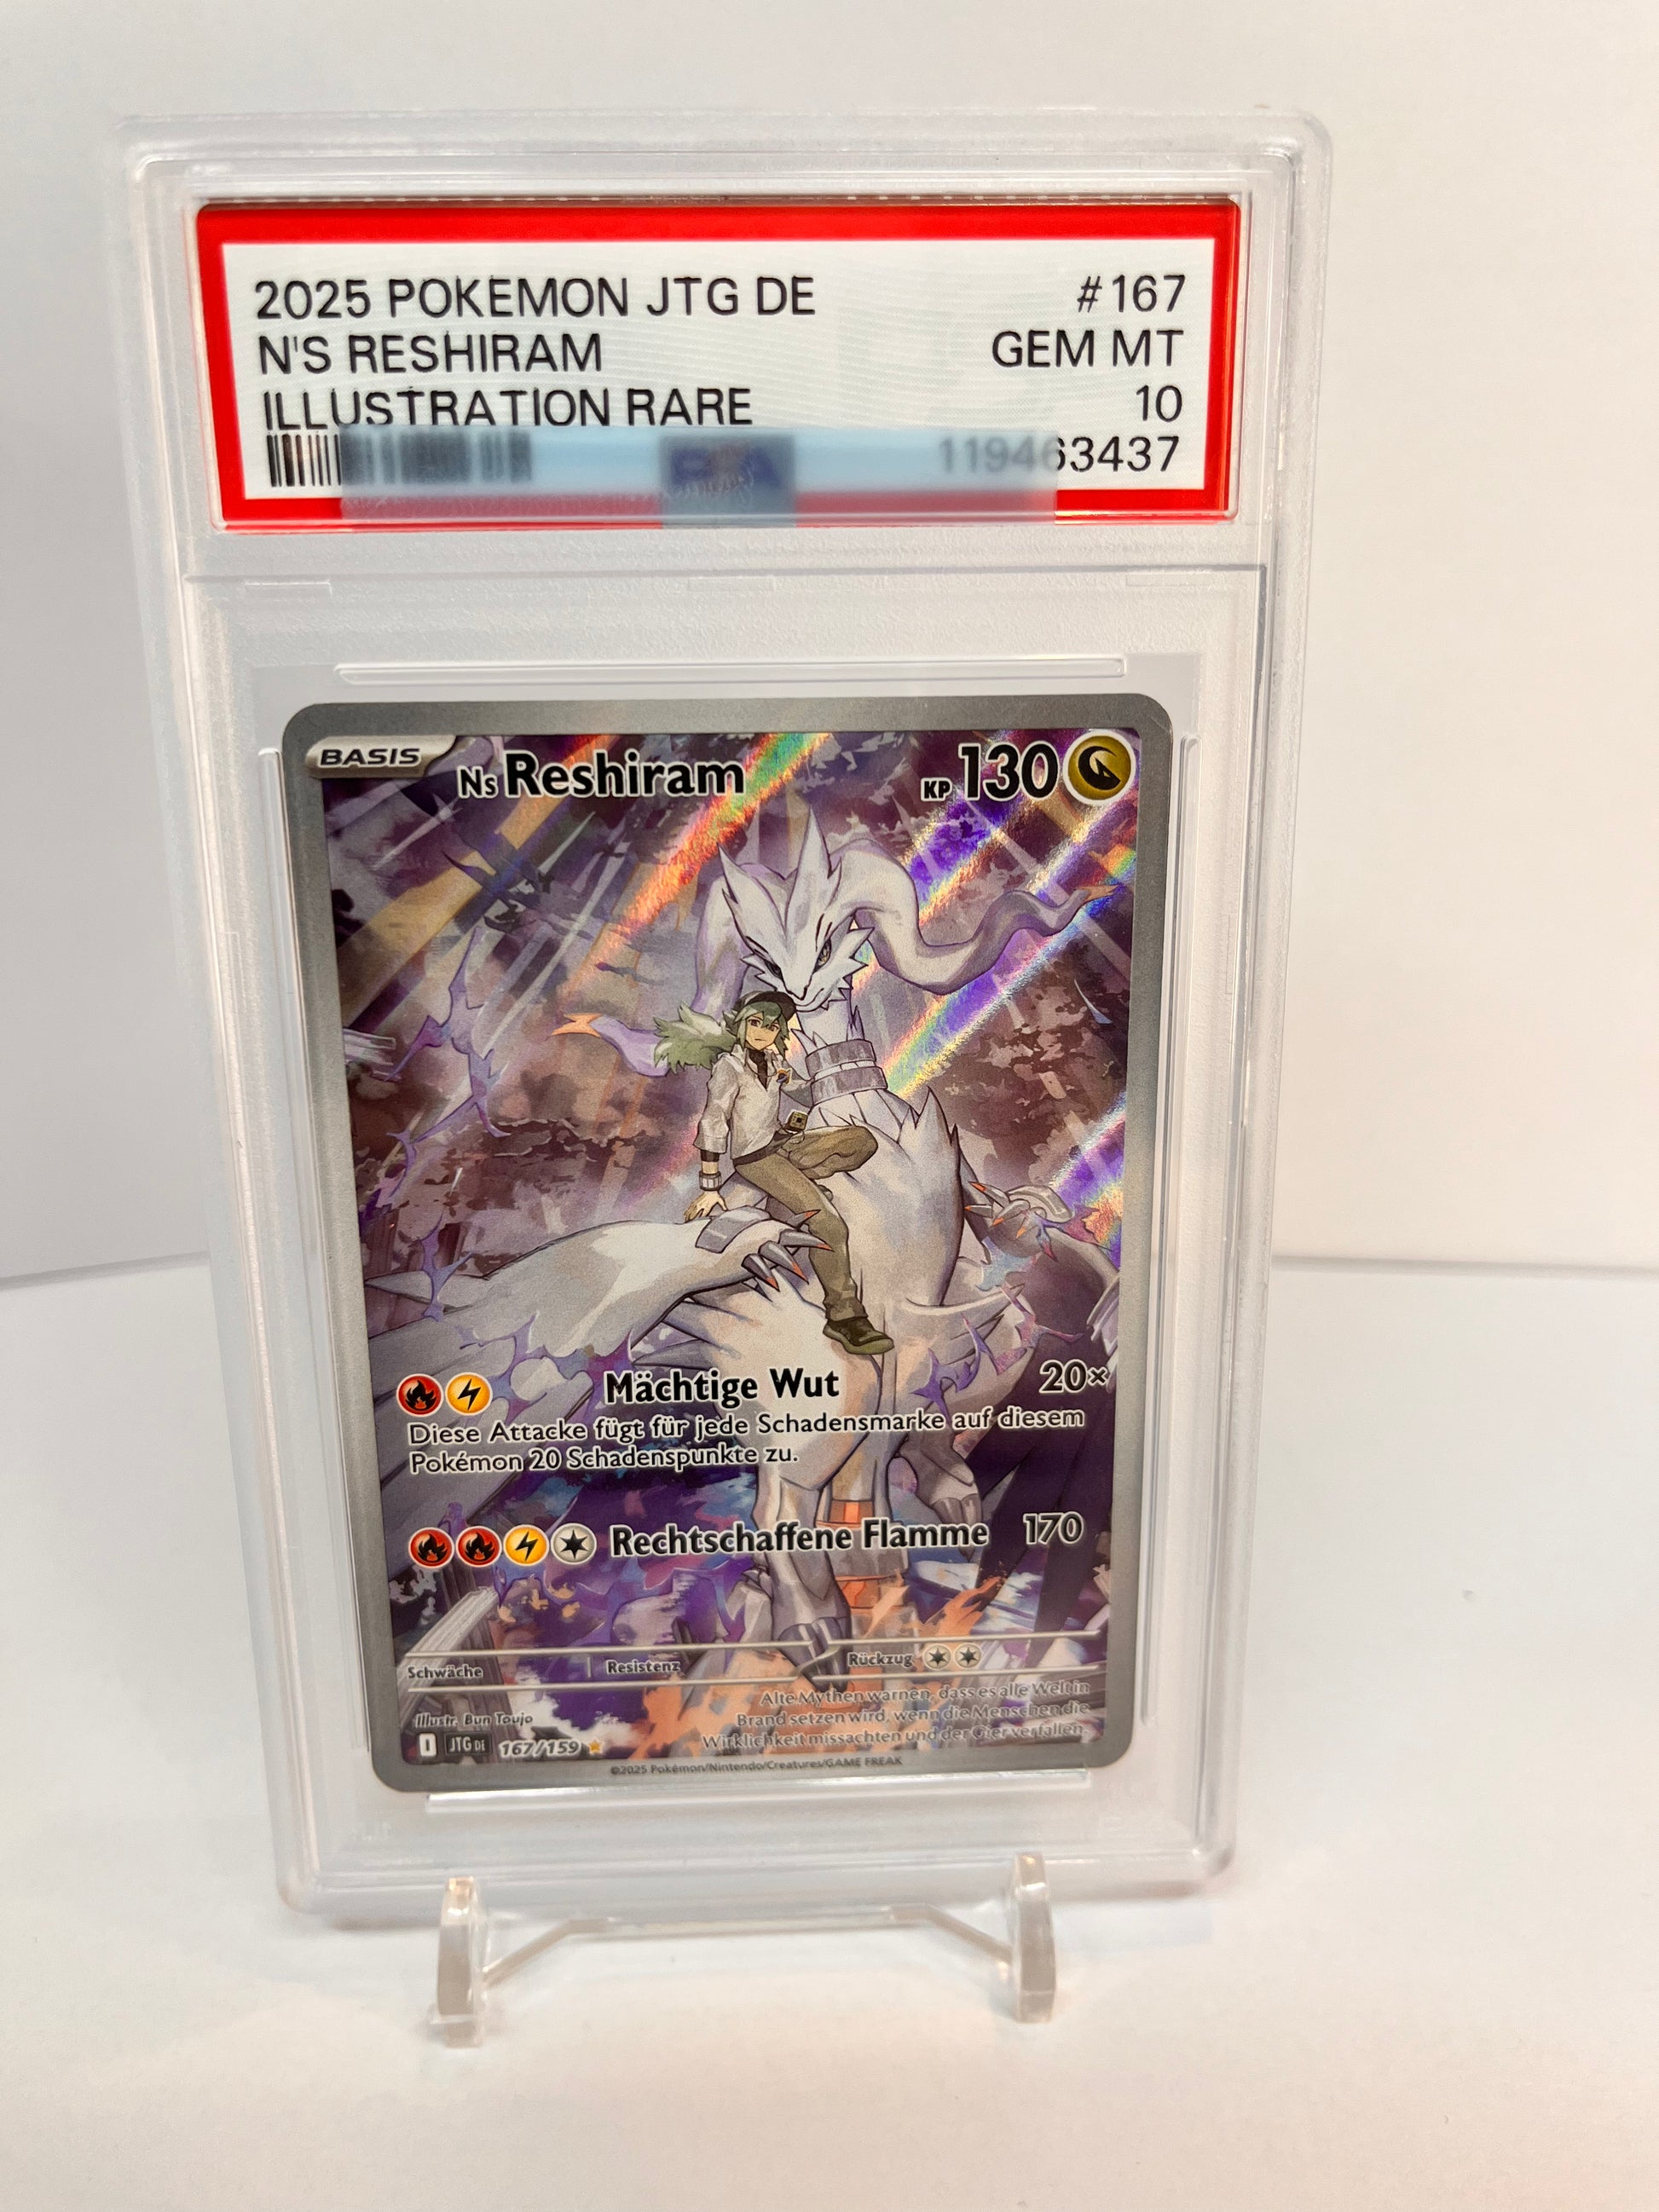 2025 POKEMON JTG DE #167
N'S RESHIRAM GEM MT
ILLUSTRATION RARE 10
119463437
BASIS Ns Reshiram KP 130
Mächtige Wut 20×
Diese Attacke fügt für jede Schadensmarke auf diesem
Pokémon 20 Schadenspunkte zu.
Rechtschaffene Flamme 170
Schwäche Resistenz Rückzug
Alte Mythen warnen, dass es alle Welt in
Brand setzen wird, wenn die Menschen die
Wirklichkeit missachten und der Gier verfallen.
Illustr. Bun Toujo
I JTG DE 167/159
©2025 Pokémon/Nintendo/Creatures/GAME FREAK